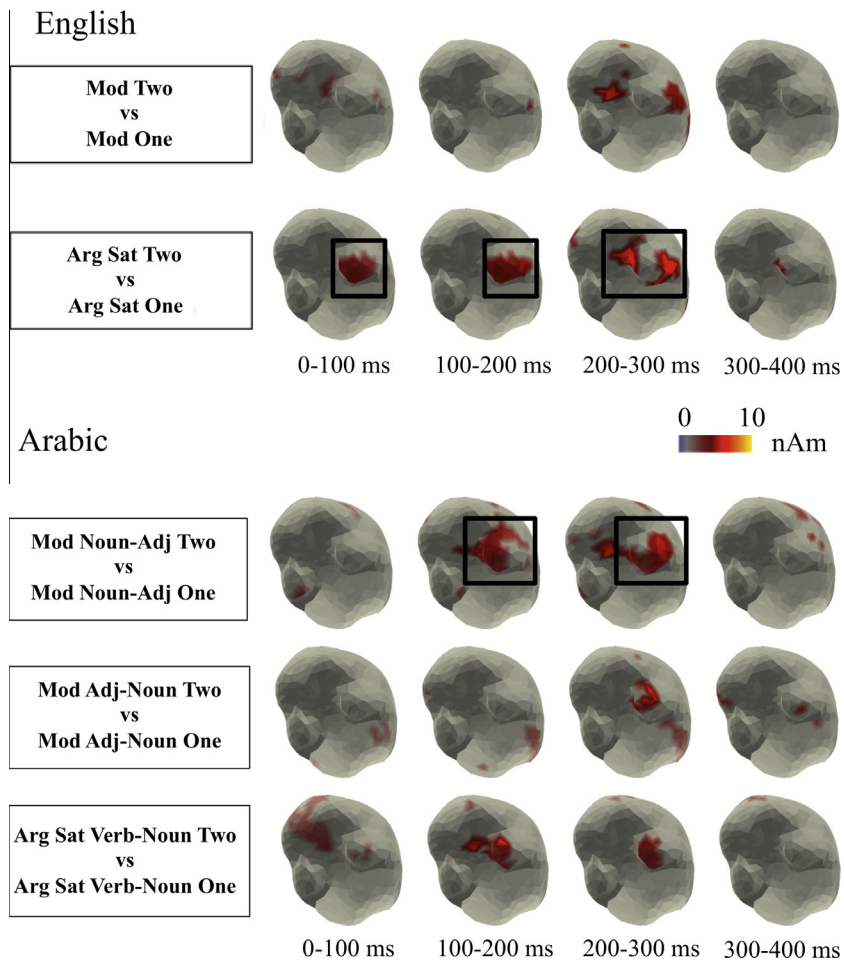 English
Mod Two
vs
Mod One
Arg Sat Two
vs
Arg Sat One
0-100 ms 100-200 ms 200-300 ms 300-400 ms
0 10
nAm
Arabic
Mod Noun-Adj Two
vs
Mod Noun-Adj One
Mod Adj-Noun Two
vs
Mod Adj-Noun One
Arg Sat Verb-Noun Two
vs
Arg Sat Verb-Noun One
0-100 ms 100-200 ms 200-300 ms 300-400 ms